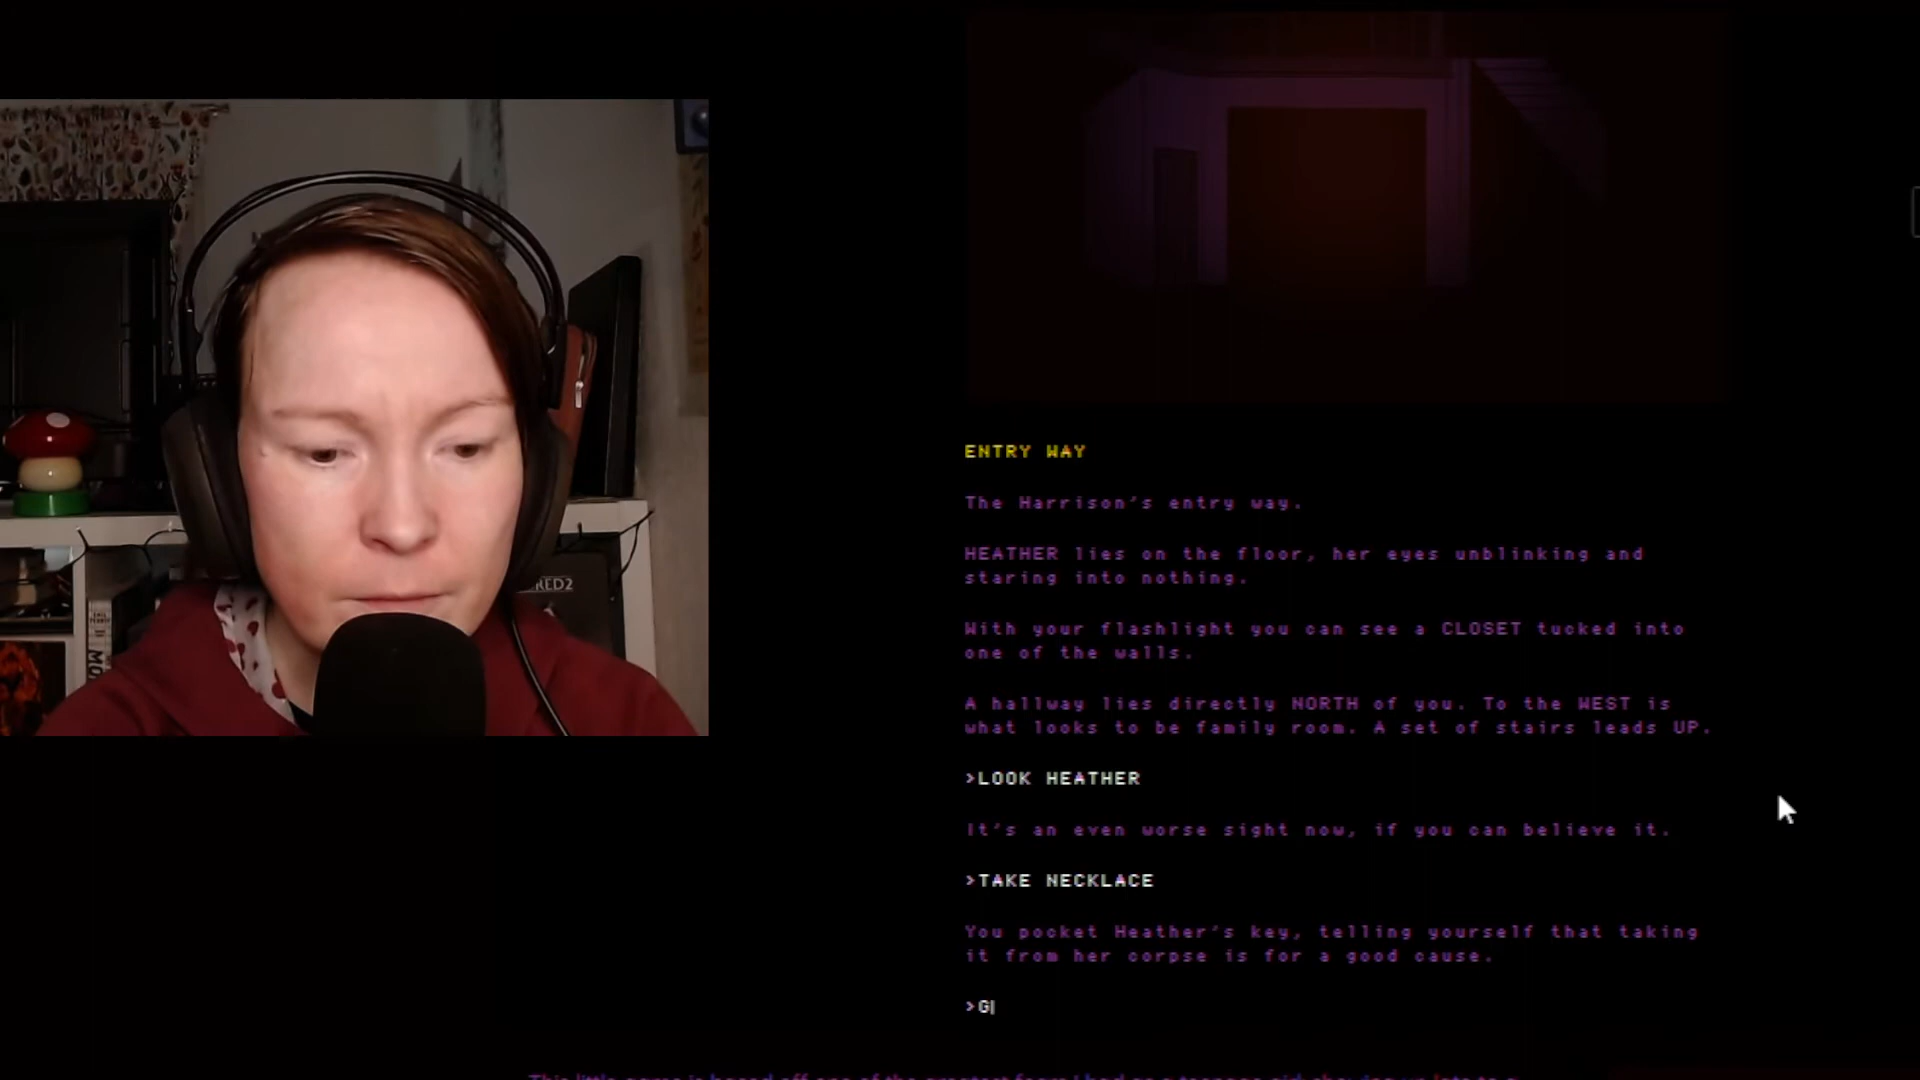 ENTRY WAY
The Harrison's entry way.
HEATHER lies on the floor, her eyes unblinking and
staring into nothing.
With your flashlight you can see a CLOSET tucked into
one of the walls.
A hallway lies directly NORTH of you. To the WEST is
what looks to be family room. A set of stairs leads UP.
>LOOK HEATHER
It's an even worse sight now, if you can believe it.
>TAKE NECKLACE
You pocket Heather's key, telling yourself that taking
it from her corpse is for a good cause.
>G
RED2
MO